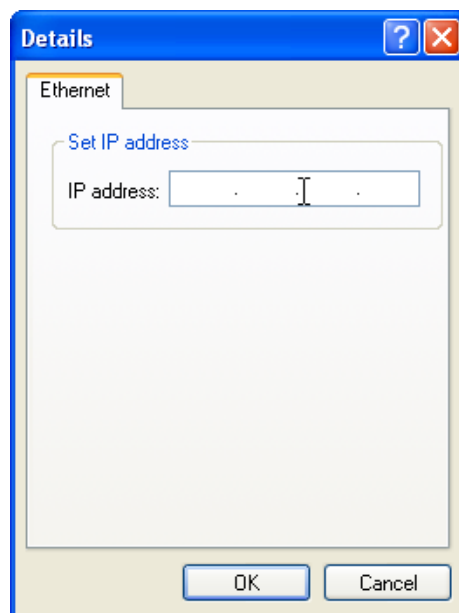 Details
?
Ethernet
Set IP address
IP address: . . .
OK Cancel